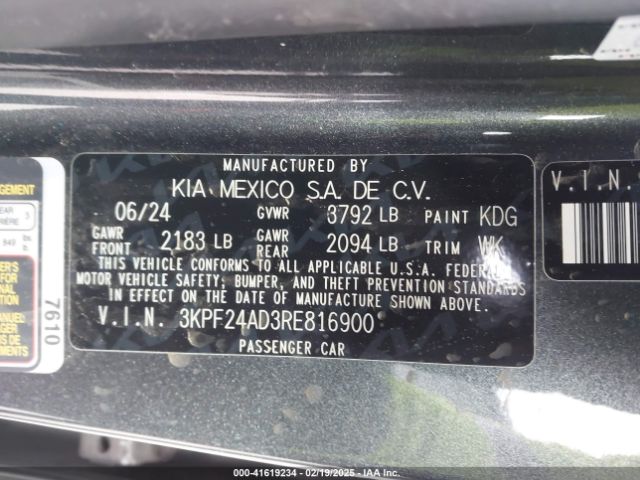 MANUFACTURED BY
KIA MEXICO S.A. DE C.V.
06/24 GVWR 3792 LB PAINT KDG
GAWR FRONT 2183 LB GAWR REAR 2094 LB TRIM WK
THIS VEHICLE CONFORMS TO ALL APPLICABLE U.S.A. FEDERAL
MOTOR VEHICLE SAFETY, BUMPER, AND THEFT PREVENTION STANDARDS
IN EFFECT ON THE DATE OF MANUFACTURE SHOWN ABOVE.
V.I.N. 3KPF24AD3RE816900
PASSENGER CAR
V.I.N.
7610
000-41619234 - 02/19/2025 - IAA Inc.